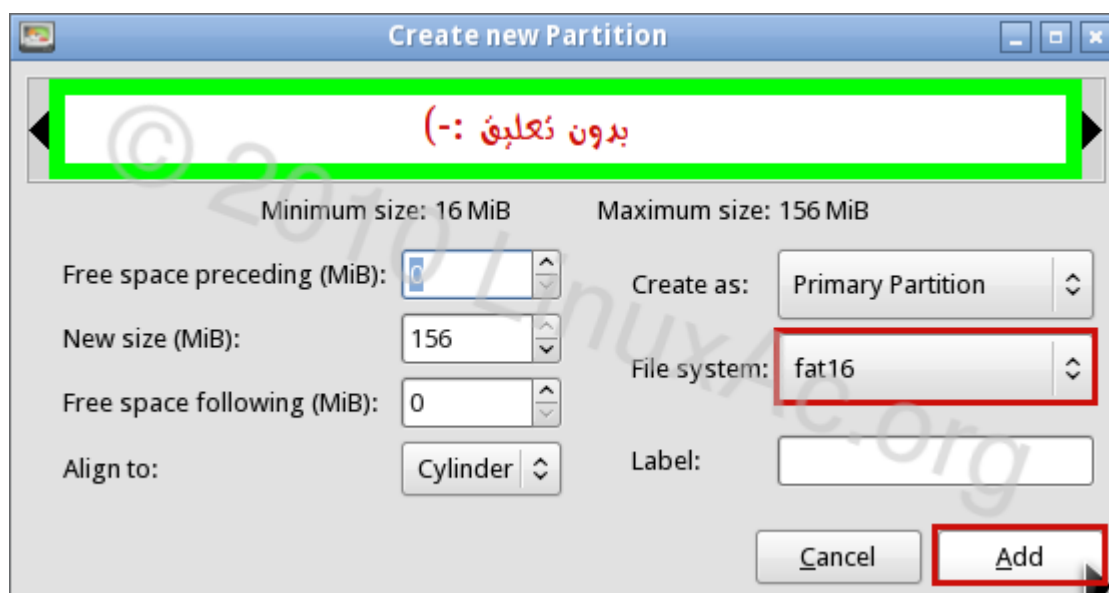 Create new Partition
بدون تعليق :-)
Minimum size: 16 MiB Maximum size: 156 MiB
Free space preceding (MiB): 0
Create as: Primary Partition
New size (MiB): 156
File system: fat16
Free space following (MiB): 0
Align to: Cylinder
Label:
Cancel Add
© 2010 LinuxAc.org